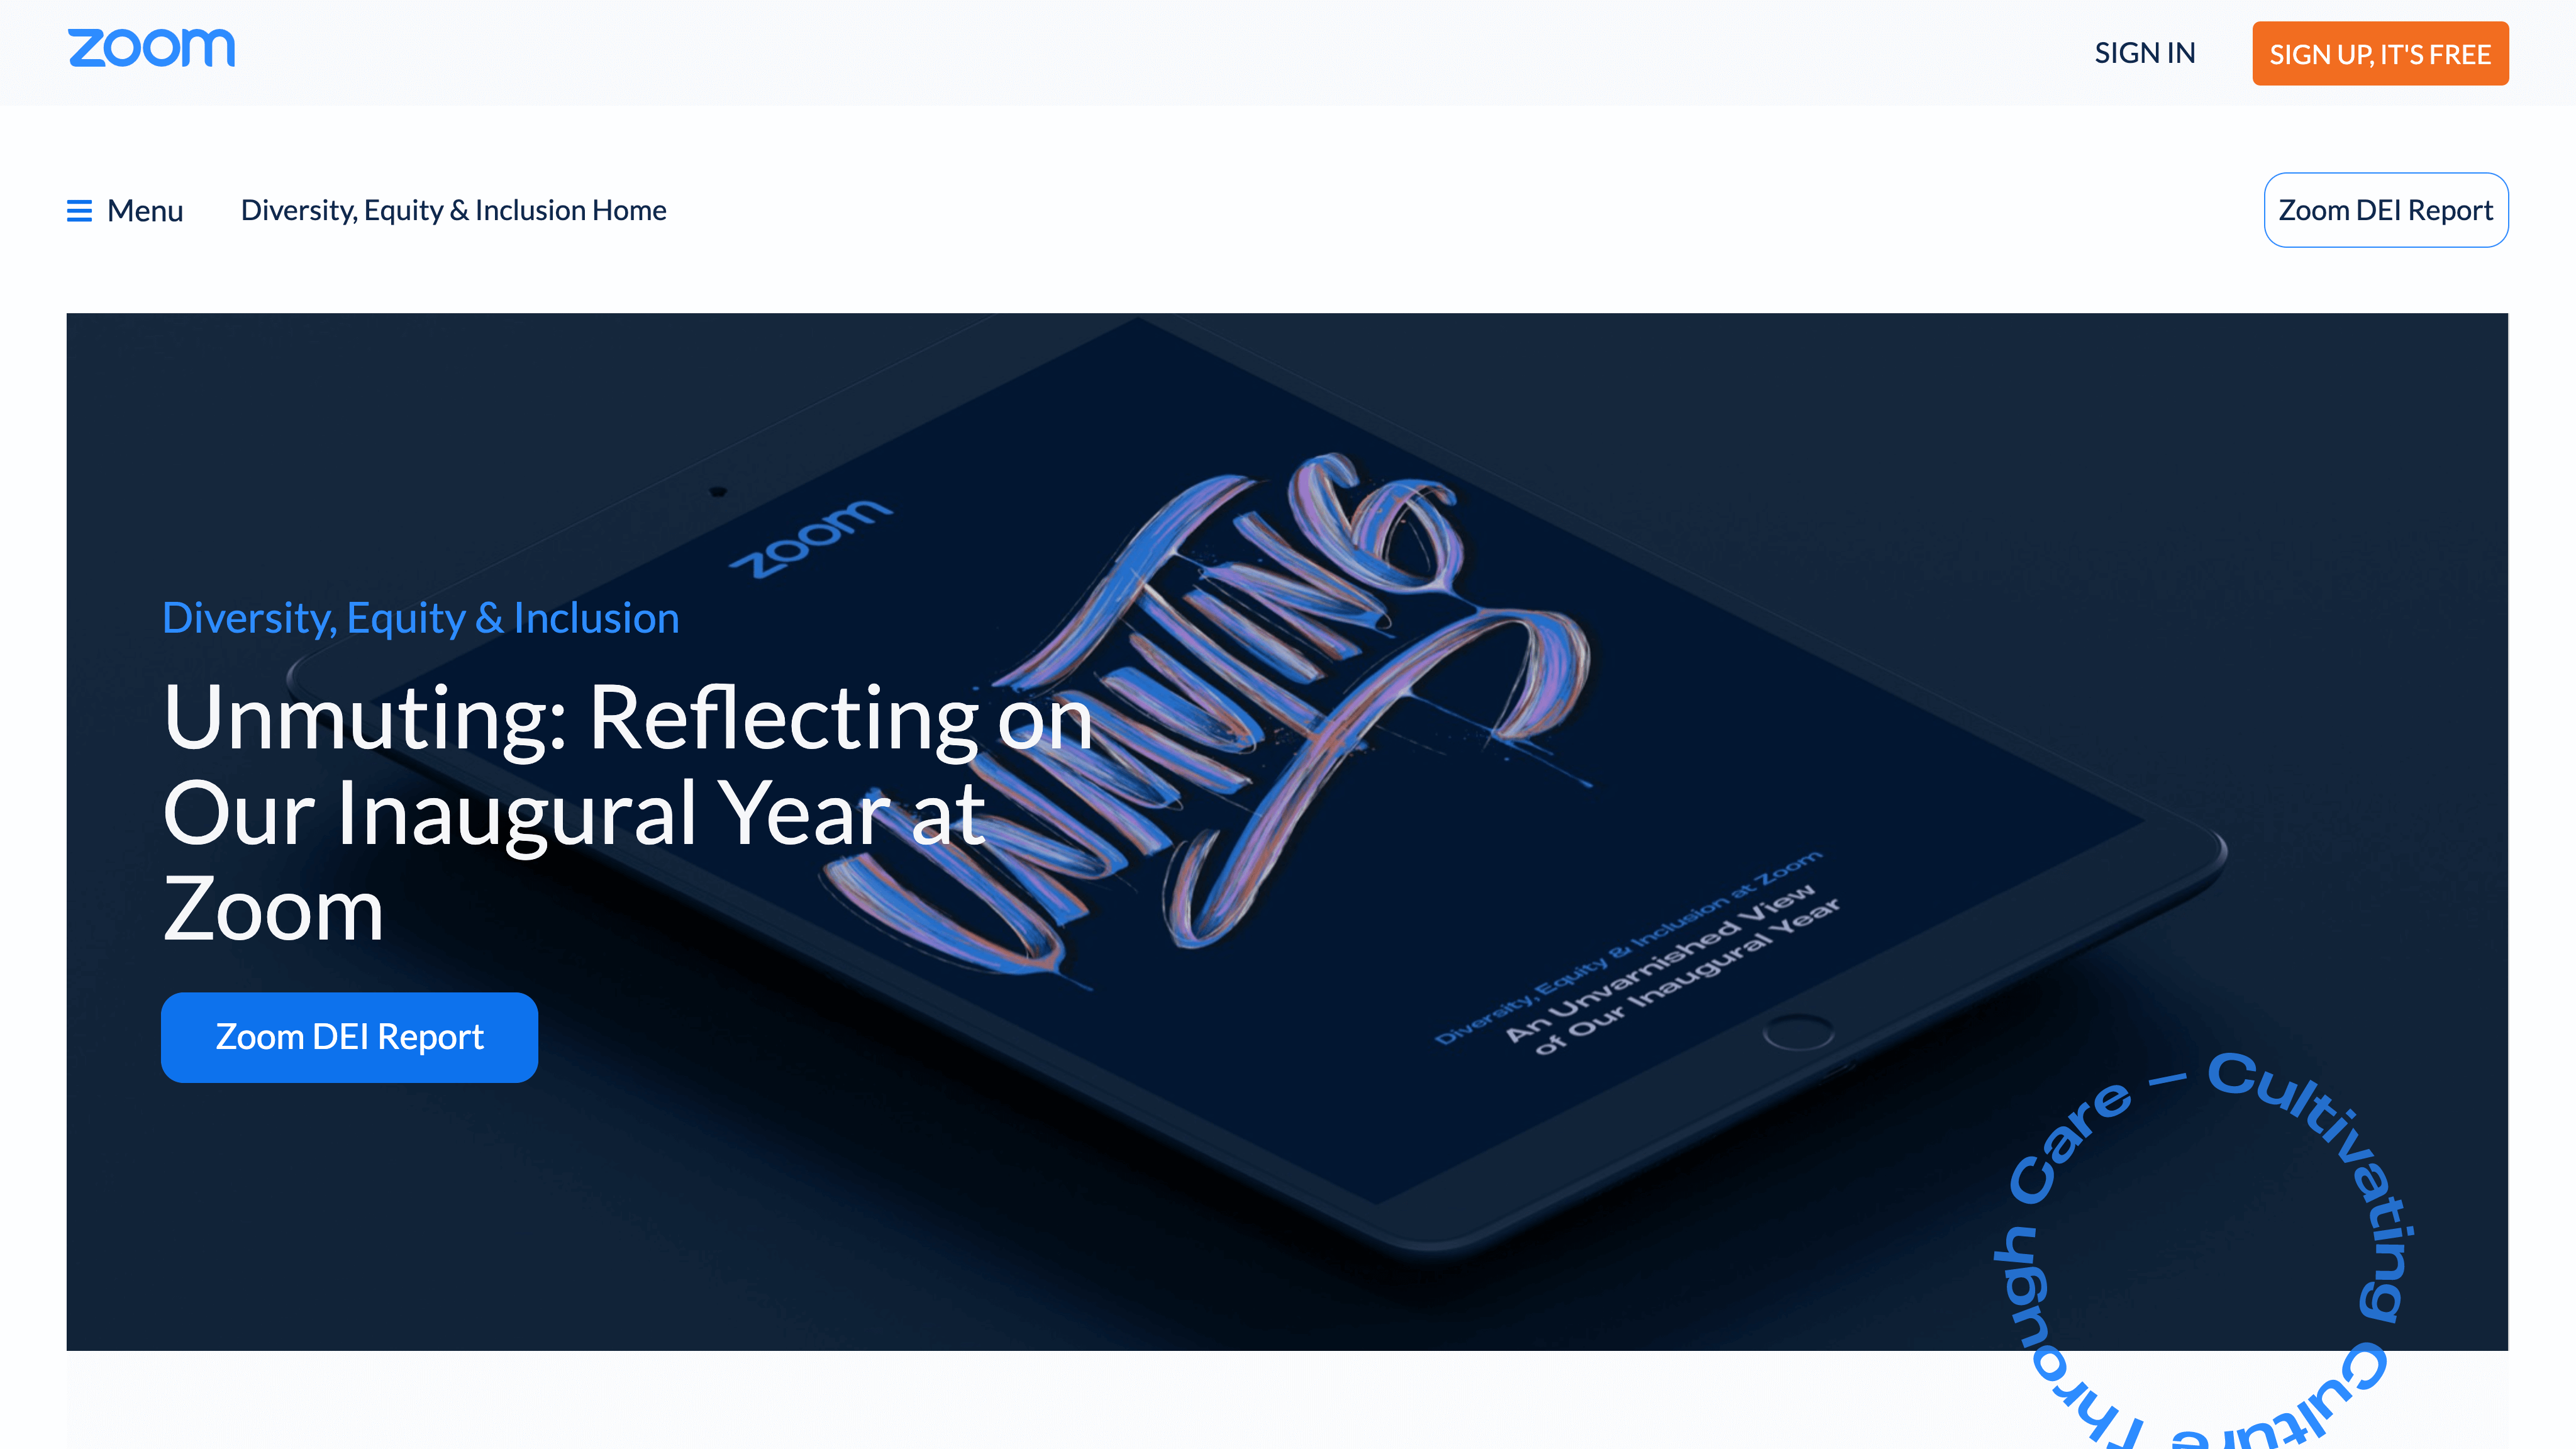 zoom
SIGN IN
SIGN UP, IT'S FREE
Menu
Diversity, Equity & Inclusion Home
Zoom DEI Report
zoom
UNMUTING
Diversity, Equity & Inclusion at Zoom
An Unvarnished View
of Our Inaugural Year
Diversity, Equity & Inclusion
Unmuting: Reflecting on
Our Inaugural Year at
Zoom
Zoom DEI Report
Cultivating Culture Through Care –